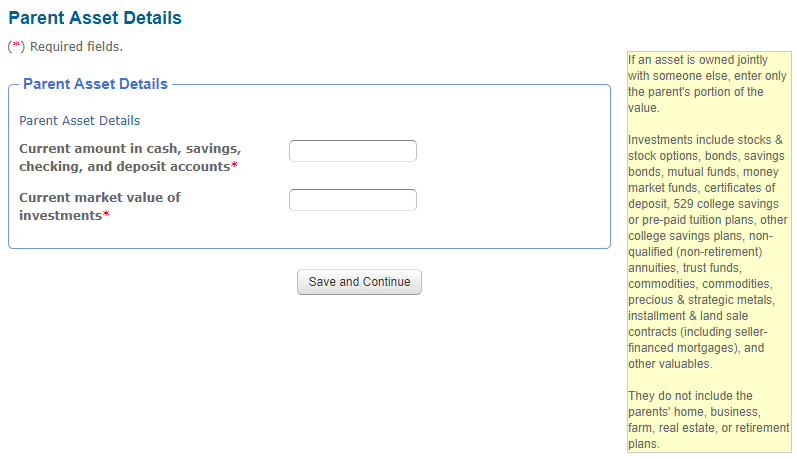 Parent Asset Details
(*) Required fields.
Parent Asset Details
Parent Asset Details
Current amount in cash, savings,
checking, and deposit accounts*
Current market value of
investments*
Save and Continue
If an asset is owned jointly
with someone else, enter only
the parent's portion of the
value.
Investments include stocks &
stock options, bonds, savings
bonds, mutual funds, money
market funds, certificates of
deposit, 529 college savings
or pre-paid tuition plans, other
college savings plans, non-
qualified (non-retirement)
annuities, trust funds,
commodities, commodities,
precious & strategic metals,
installment & land sale
contracts (including seller-
financed mortgages), and
other valuables.
They do not include the
parents' home, business,
farm, real estate, or retirement
plans.